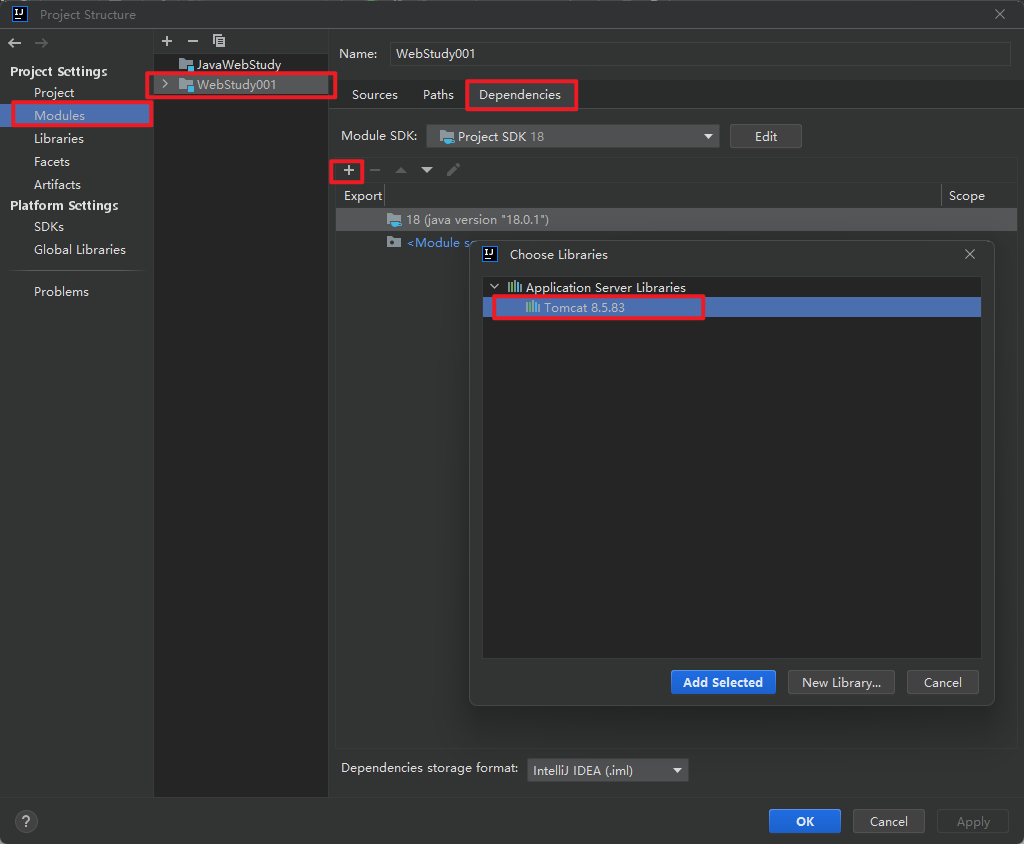 Project Structure
Project Settings
Project
Modules
Libraries
Facets
Artifacts
Platform Settings
SDKs
Global Libraries
Problems
JavaWebStudy
WebStudy001
Name: WebStudy001
Sources Paths Dependencies
Module SDK: Project SDK 18 Edit
Export Scope
18 (java version "18.0.1")
<Module s
Choose Libraries
Application Server Libraries
Tomcat 8.5.83
Add Selected New Library... Cancel
Dependencies storage format: IntelliJ IDEA (.iml)
? OK Cancel Apply